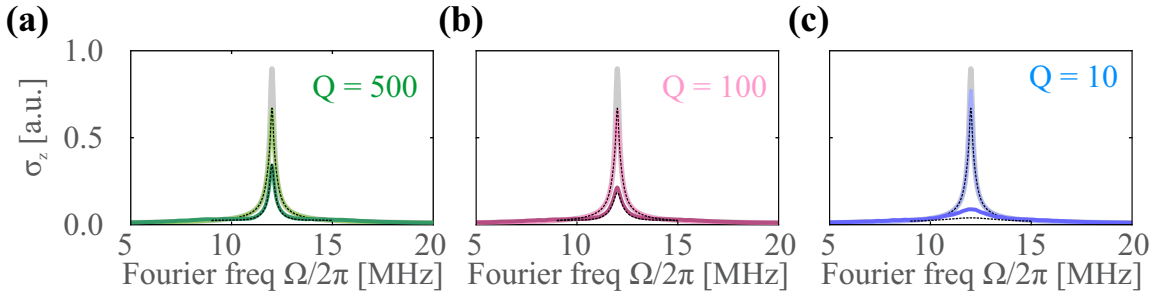 (a)
(b)
(c)
σz [a.u.]
1.0
0.5
0.0
Q = 500
Q = 100
Q = 10
5 10 15 20
5 10 15 20
5 10 15 20
Fourier freq Ω/2π [MHz]
Fourier freq Ω/2π [MHz]
Fourier freq Ω/2π [MHz]